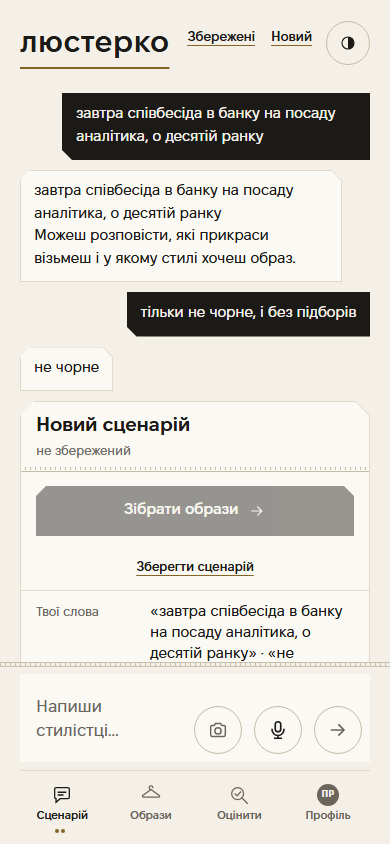 люстерко
Збережені
Новий
завтра співбесіда в банку на посаду
аналітика, о десятій ранку
завтра співбесіда в банку на посаду
аналітика, о десятій ранку
Можеш розповісти, які прикраси
візьмеш і у якому стилі хочеш образ.
тільки не чорне, і без підборів
не чорне
Новий сценарій
не збережений
Зібрати образи →
Зберегти сценарій
Твої слова
«завтра співбесіда в банку
на посаду аналітика, о
десятій ранку» · «не
Напиши
стилістці...
Сценарій
Образи
Оцінити
ПР
Профіль